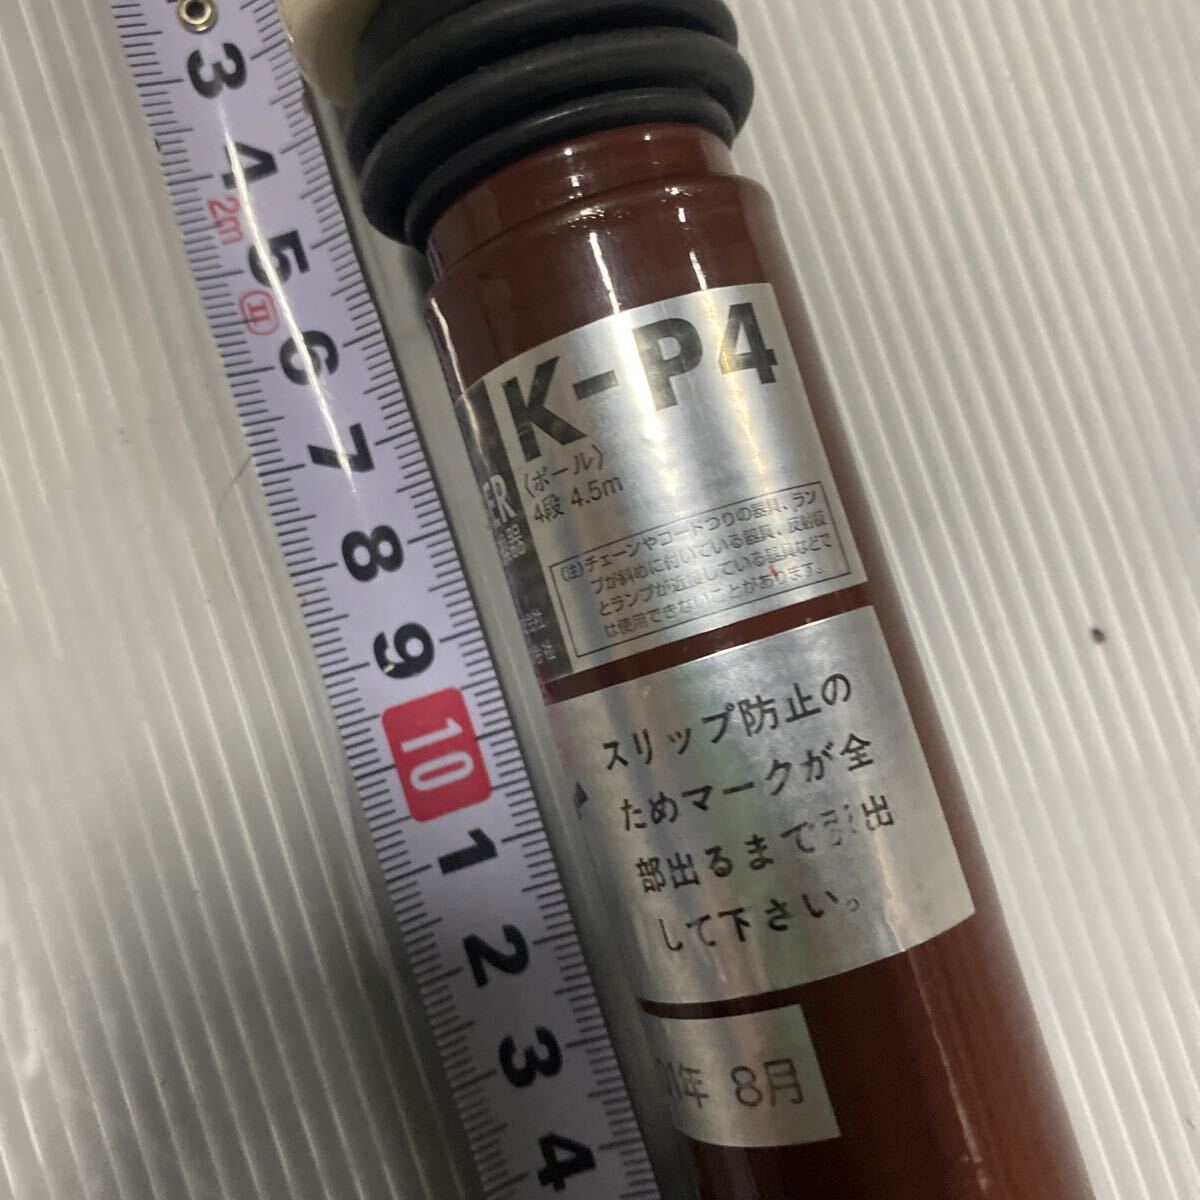 3
4
2m
5
6
7
8
9
10
1
2
3
4
K-P4
ER
〈ポール〉
4段 4.5m
(注)チェーンやコードつりの器具、ラン
プが斜めに付いている器具、反射板
とランプが近接している器具などで
は使用できないことがあります。
スリップ防止の
ためマークが全
部出るまで引出
して下さい。
年 8月